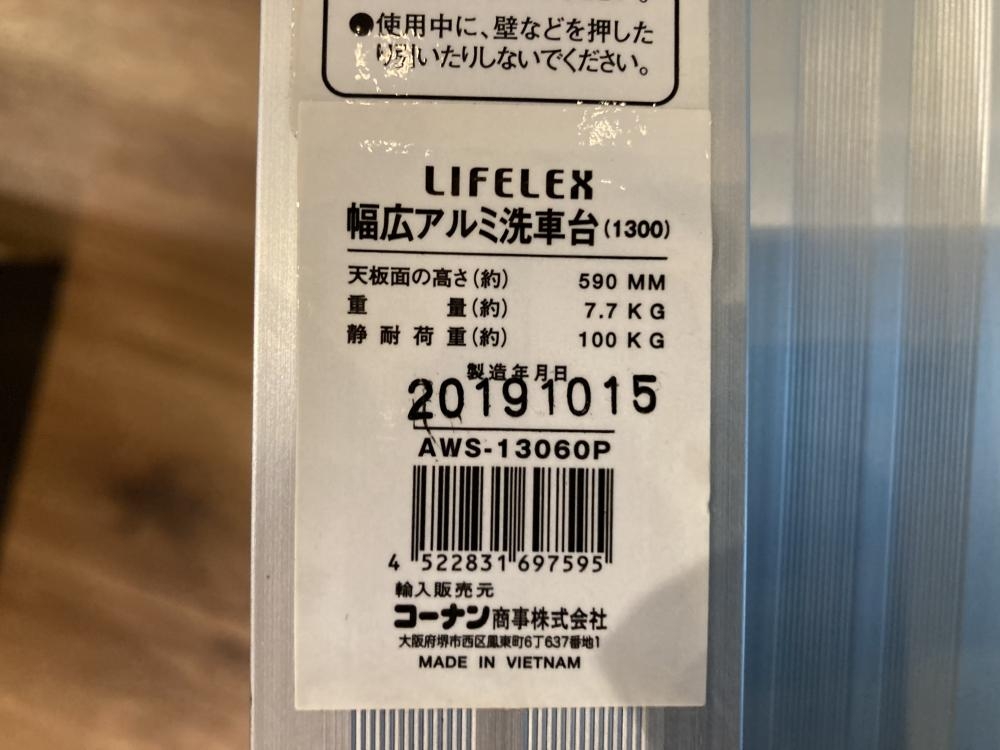 ●使用中に、壁などを押した
り引いたりしないでください。
LIFELEX
幅広アルミ洗車台(1300)
天板面の高さ(約) 590 MM
重量(約) 7.7 KG
静耐荷重(約) 100 KG
製造年月日
20191015
AWS-13060P
4 522831 697595
輸入販売元
コーナン商事株式会社
大阪府堺市西区鳳東町6丁637番地1
MADE IN VIETNAM